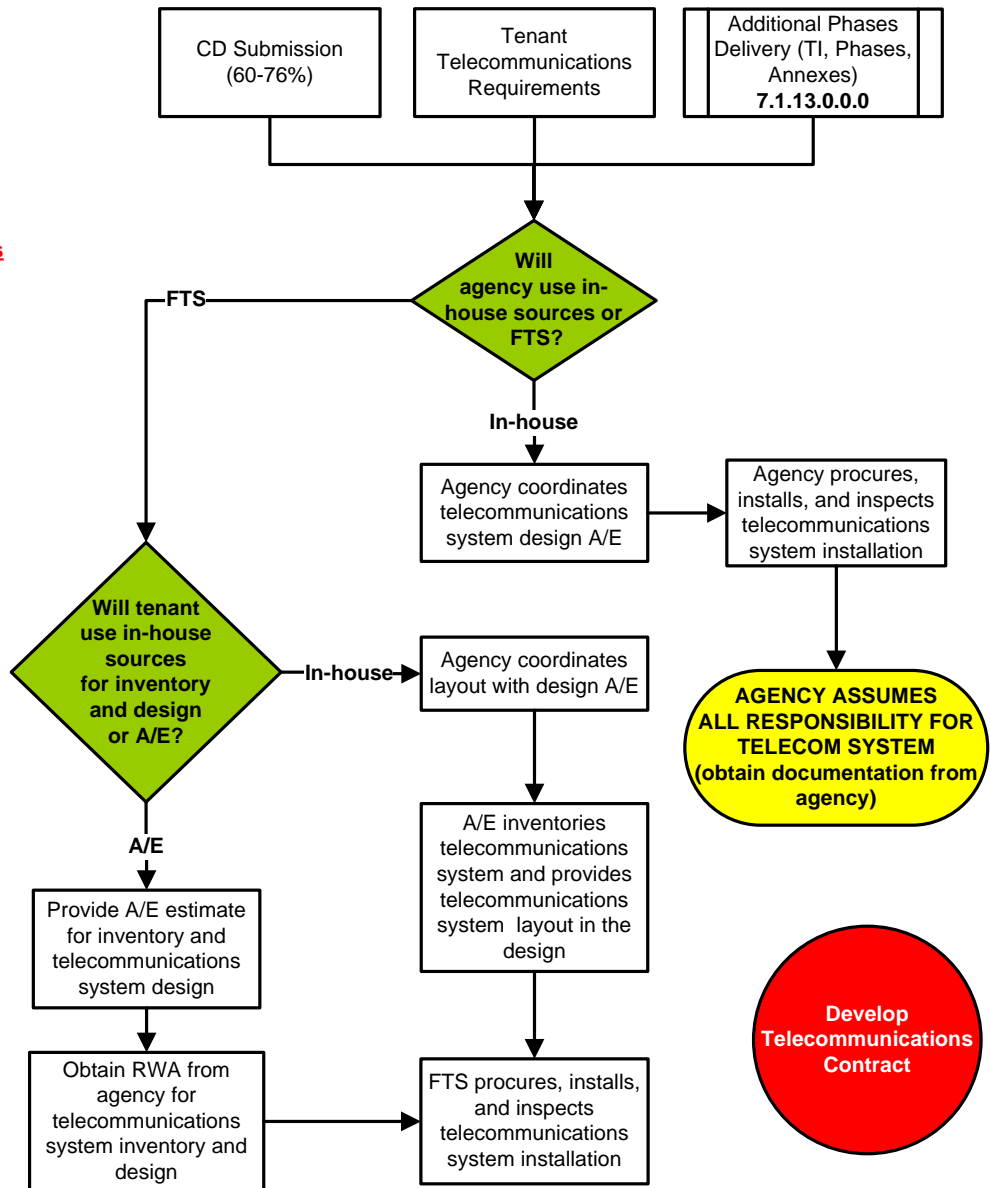 CD Submission
(60-76%)
Tenant
Telecommunications
Requirements
Additional Phases
Delivery (TI, Phases,
Annexes)
7.1.13.0.0.0
s
Will
agency use in-
house sources or
FTS?
FTS
In-house
Agency coordinates
telecommunications
system design A/E
Agency procures,
installs, and inspects
telecommunications
system installation
Will tenant
use in-house
sources
for inventory
and design
or A/E?
In-house
Agency coordinates
layout with design A/E
AGENCY ASSUMES
ALL RESPONSIBILITY FOR
TELECOM SYSTEM
(obtain documentation from
agency)
A/E
A/E inventories
telecommunications
system and provides
telecommunications
system layout in the
design
Provide A/E estimate
for inventory and
telecommunications
system design
Develop
Telecommunications
Contract
Obtain RWA from
agency for
telecommunications
system inventory and
design
FTS procures, installs,
and inspects
telecommunications
system installation